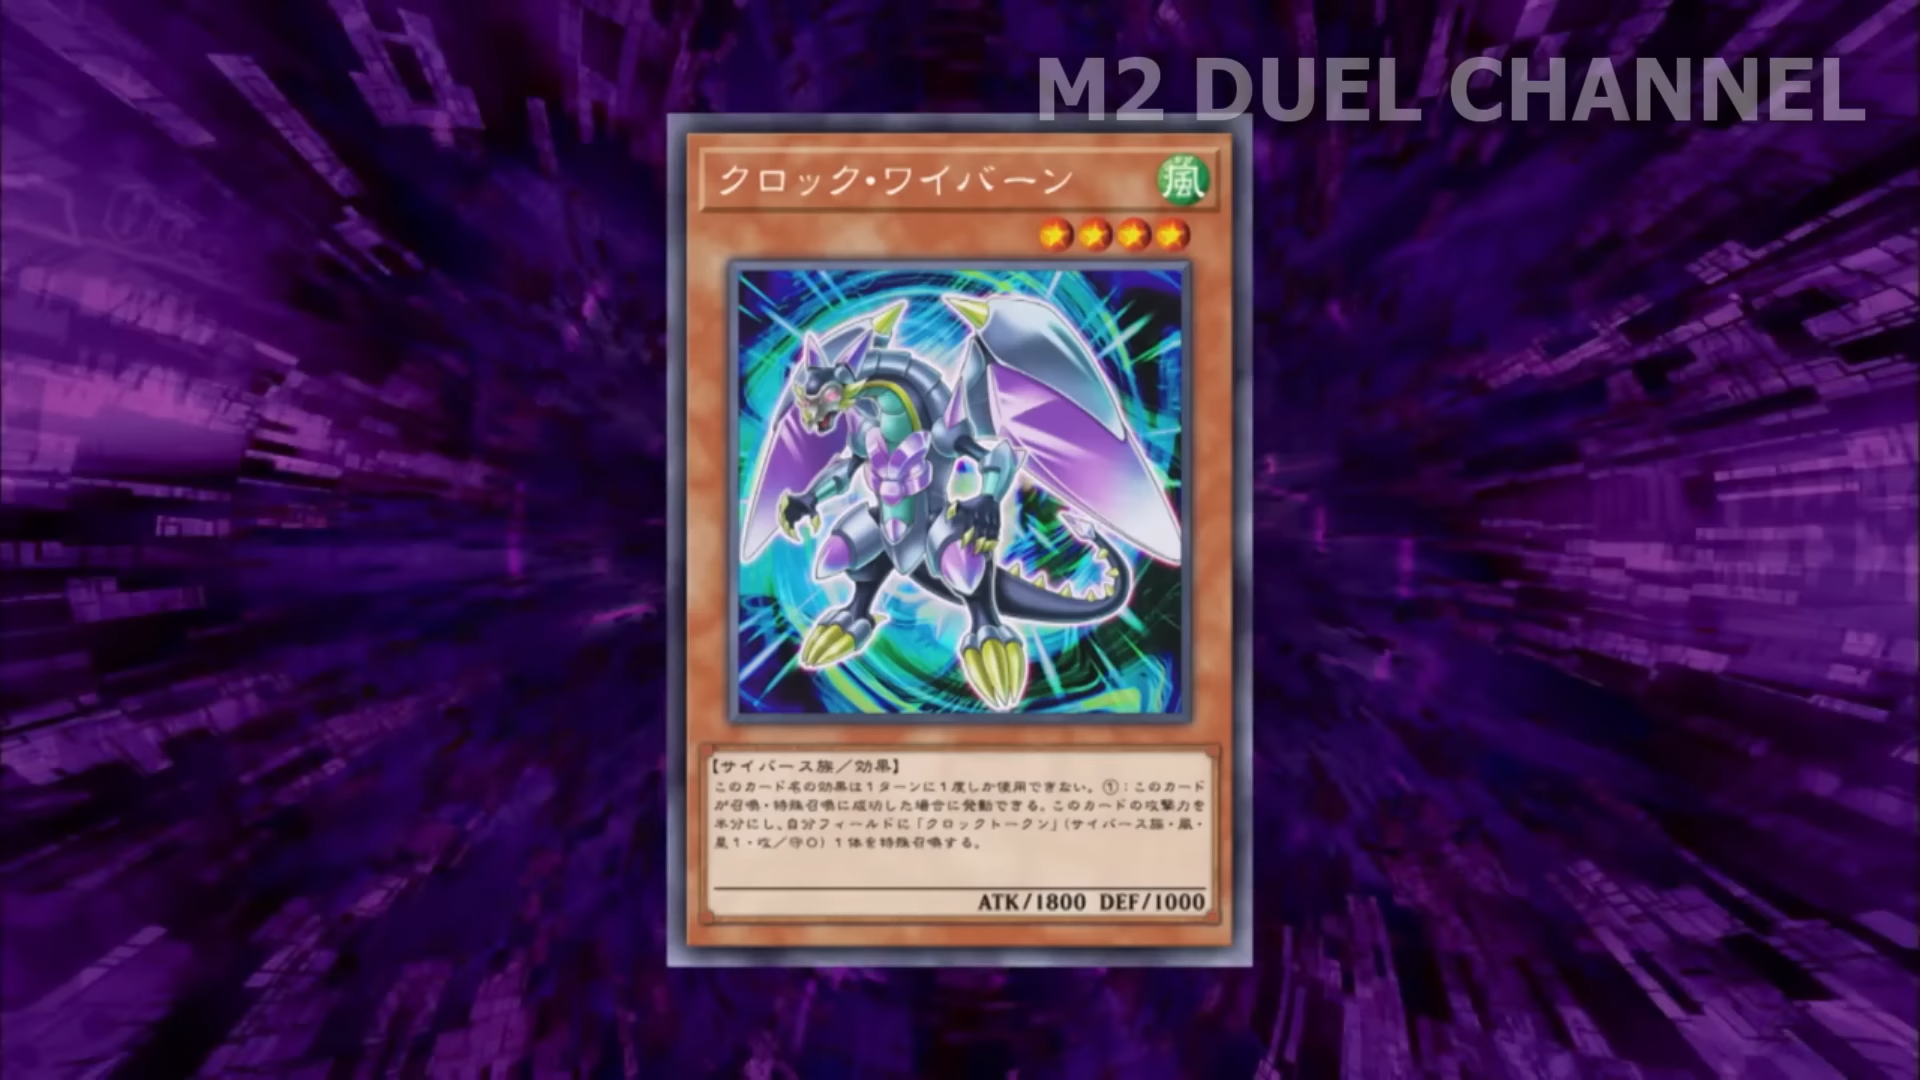 M2 DUEL CHANNEL
クロック・ワイバーン
風
【サイバース族／効果】
このカード名の効果は1ターンに1度しか使用できない。①：このカード
が召喚・特殊召喚に成功した場合に発動できる。このカードの攻撃力を
半分にし、自分フィールドに「クロックトークン」(サイバース族・風・
星1・攻／守0) 1体を特殊召喚する。
ATK/1800 DEF/1000